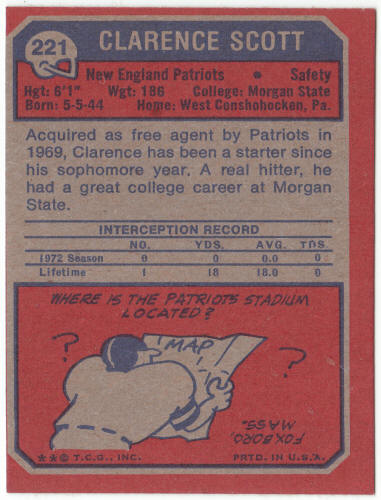 221
CLARENCE SCOTT
New England Patriots • Safety
Hgt: 6'1" Wgt: 186 College: Morgan State
Born: 5-5-44 Home: West Conshohocken, Pa.
Acquired as free agent by Patriots in
1969, Clarence has been a starter since
his sophomore year. A real hitter, he
had a great college career at Morgan
State.
INTERCEPTION RECORD
NO. YDS. AVG. TDS.
1972 Season 0 0 0.0 0
Lifetime 1 18 18.0 0
WHERE IS THE PATRIOTS STADIUM
LOCATED?
? ?
MAP
FOXBORO,
MASS.
**© T.C.G., INC. PRTD. IN U.S.A.